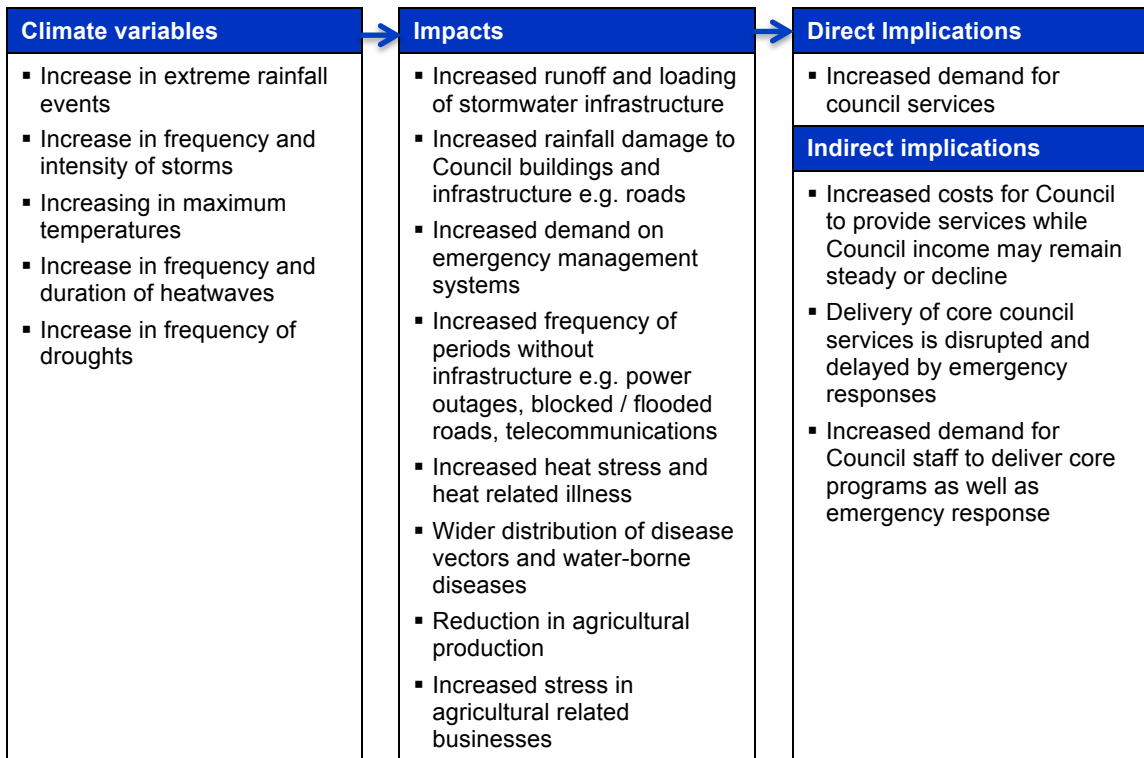 Climate variables
▪ Increase in extreme rainfall
events
▪ Increase in frequency and
intensity of storms
▪ Increasing in maximum
temperatures
▪ Increase in frequency and
duration of heatwaves
▪ Increase in frequency of
droughts
Impacts
▪ Increased runoff and loading
of stormwater infrastructure
▪ Increased rainfall damage to
Council buildings and
infrastructure e.g. roads
▪ Increased demand on
emergency management
systems
▪ Increased frequency of
periods without
infrastructure e.g. power
outages, blocked / flooded
roads, telecommunications
▪ Increased heat stress and
heat related illness
▪ Wider distribution of disease
vectors and water-borne
diseases
▪ Reduction in agricultural
production
▪ Increased stress in
agricultural related
businesses
Direct Implications
▪ Increased demand for
council services
Indirect implications
▪ Increased costs for Council
to provide services while
Council income may remain
steady or decline
▪ Delivery of core council
services is disrupted and
delayed by emergency
responses
▪ Increased demand for
Council staff to deliver core
programs as well as
emergency response